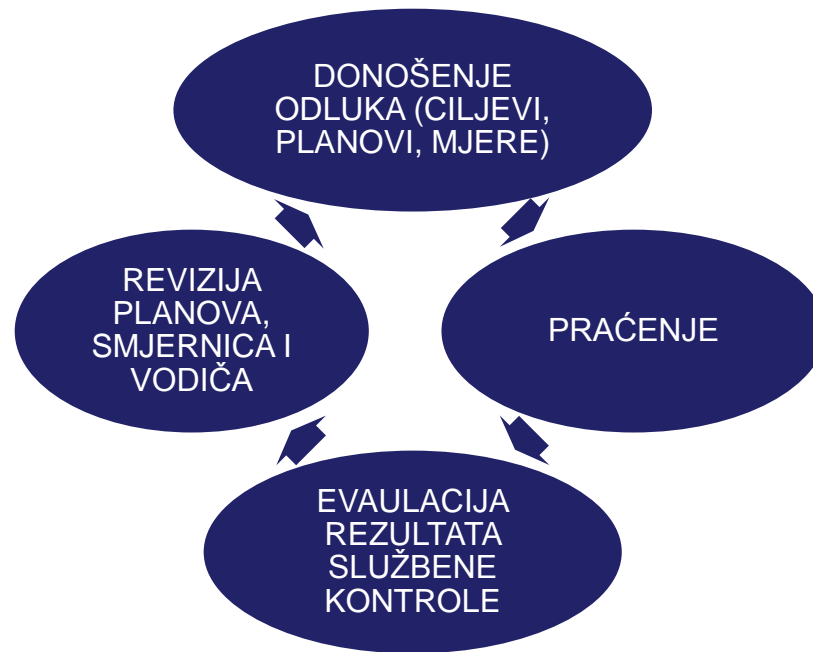 DONOŠENJE
ODLUKA (CILJEVI,
PLANOVI, MJERE)
REVIZIJA
PLANOVA,
SMJERNICA I
VODIČA
PRAĆENJE
EVAULACIJA
REZULTATA
SLUŽBENE
KONTROLE